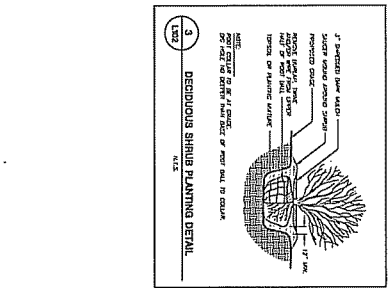 3" SHREDDED BARK MULCH
SAUCER MOUND AROUND SHRUB
FINISHED GRADE
REMOVE BURLAP, TWINE
AND/OR WIRE FROM UPPER
HALF OF ROOT BALL
TOPSOIL OR PLANTING MIXTURE
12" MIN.
NOTE:
ROOT COLLAR TO BE AT GRADE.
DIG HOLE NO DEEPER THAN BASE OF ROOT BALL TO COLLAR.
3
L102
DECIDUOUS SHRUB PLANTING DETAIL
N.T.S.